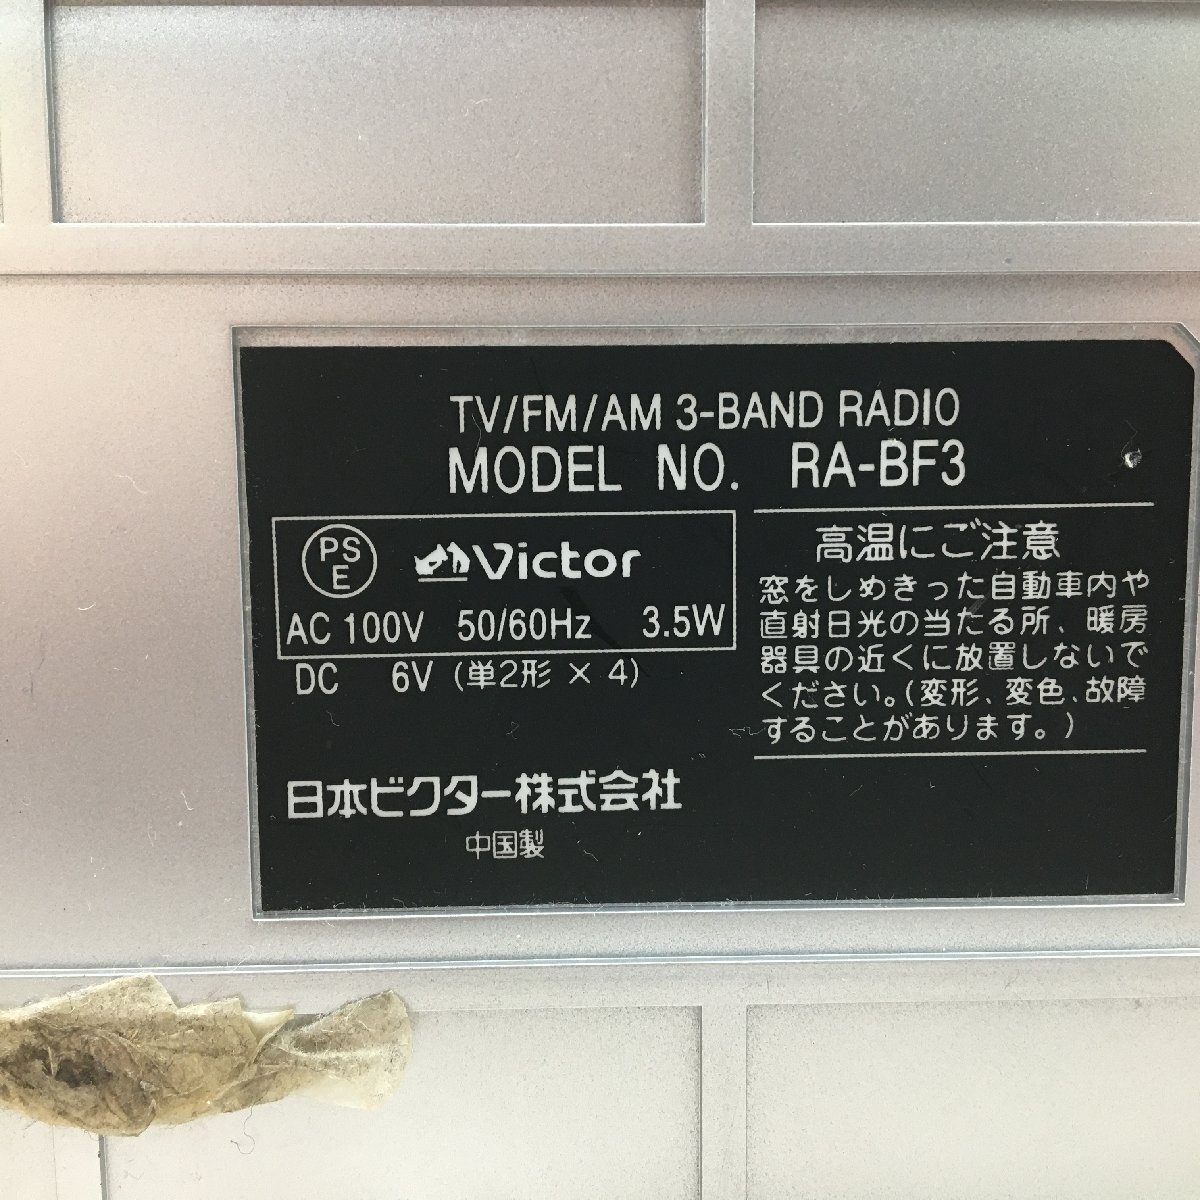 TV/FM/AM 3-BAND RADIO
MODEL NO. RA-BF3
PS
E
Victor
AC 100V 50/60Hz 3.5W
DC 6V (単2形 × 4)
日本ビクター株式会社
中国製
高温にご注意
窓をしめきった自動車内や
直射日光の当たる所、暖房
器具の近くに放置しないで
ください。(変形、変色、故障
することがあります。)